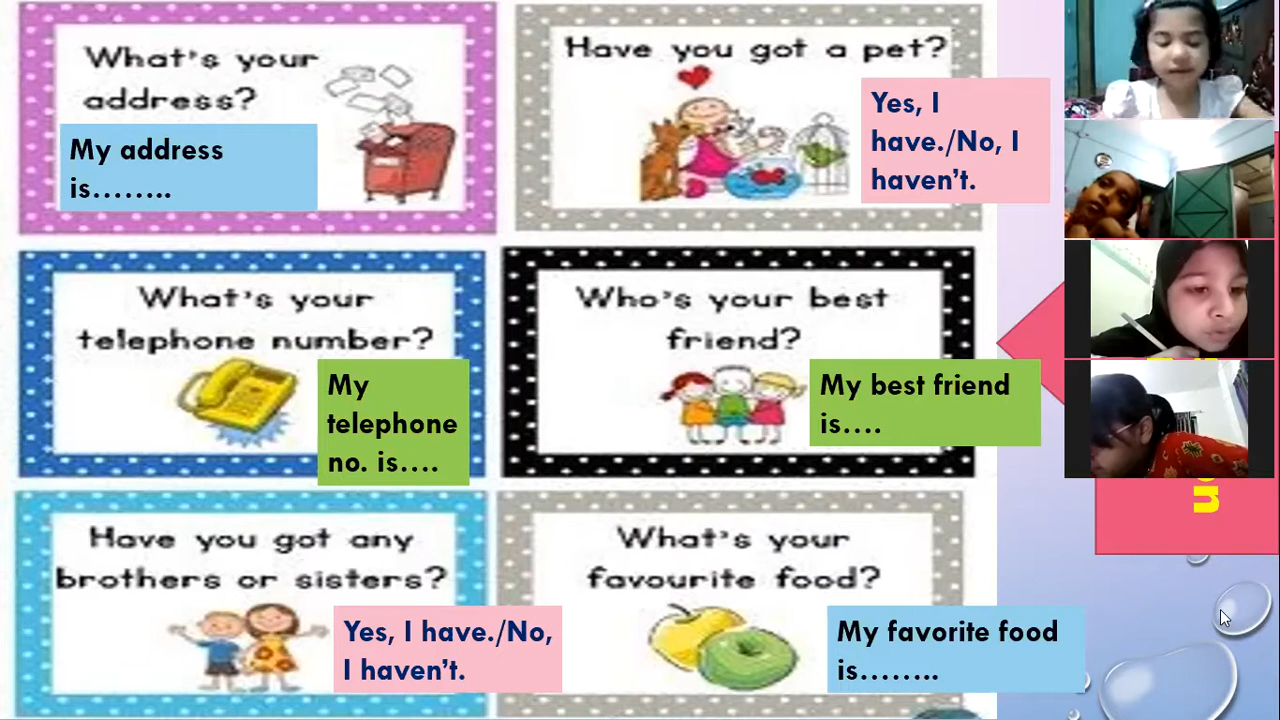 What's your
address?
My address
is……..
Have you got a pet?
Yes, I
have./No, I
haven't.
What's your
telephone number?
My
telephone
no. is….
Who's your best
friend?
My best friend
is….
Have you got any
brothers or sisters?
Yes, I have./No,
I haven't.
What's your
favourite food?
My favorite food
is……..